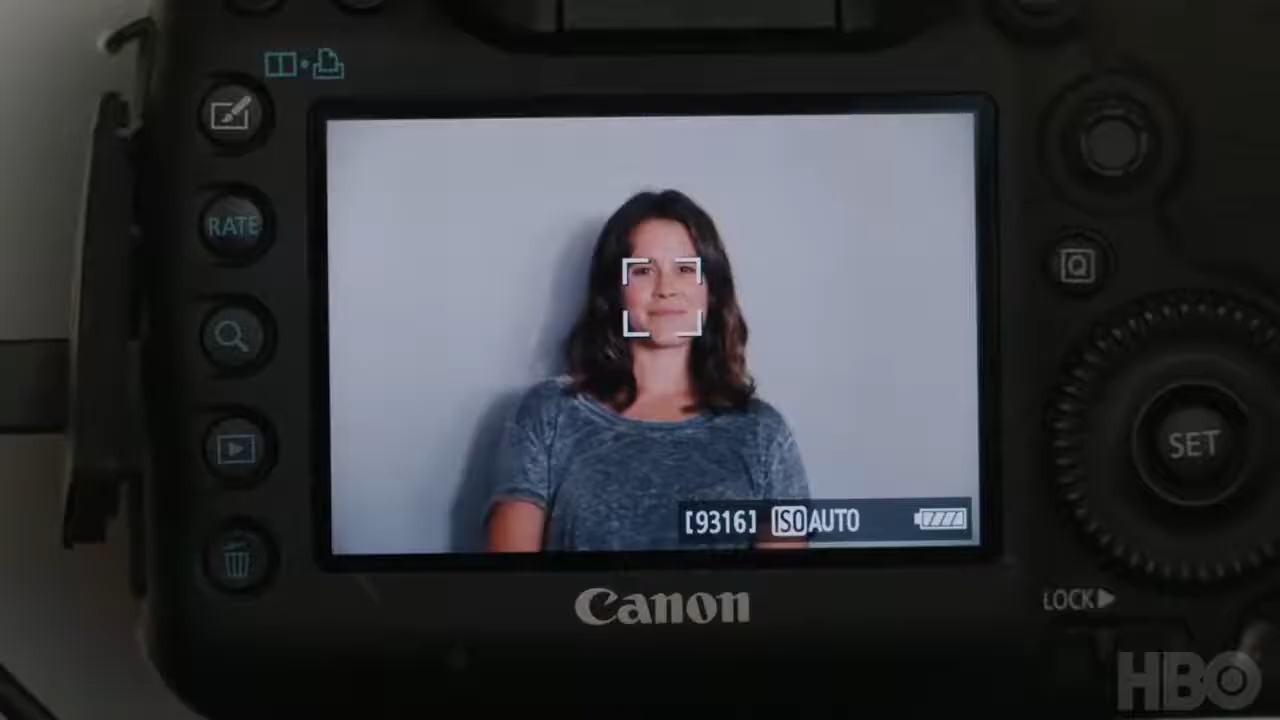 RATE
Q
SET
[9316] ISO AUTO
Canon
LOCK
HBO